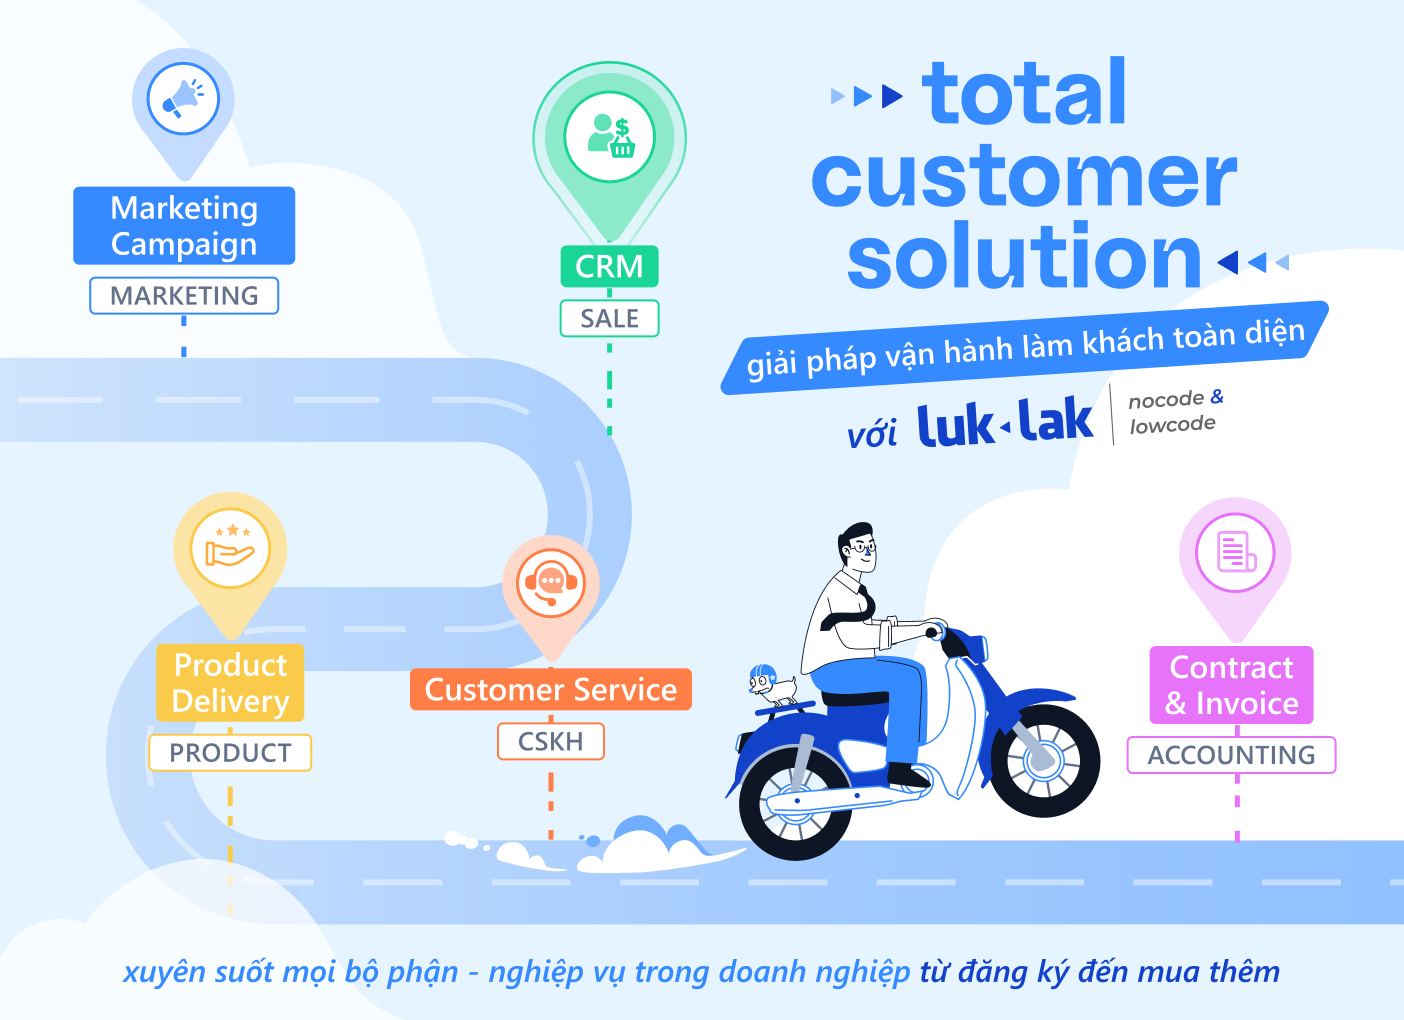 total
customer
solution
giải pháp vận hành làm khách toàn diện
với luk lak nocode &
lowcode
Marketing
Campaign
MARKETING
$
CRM
SALE
Product
Delivery
PRODUCT
Customer Service
CSKH
Contract
& Invoice
ACCOUNTING
xuyên suốt mọi bộ phận - nghiệp vụ trong doanh nghiệp từ đăng ký đến mua thêm